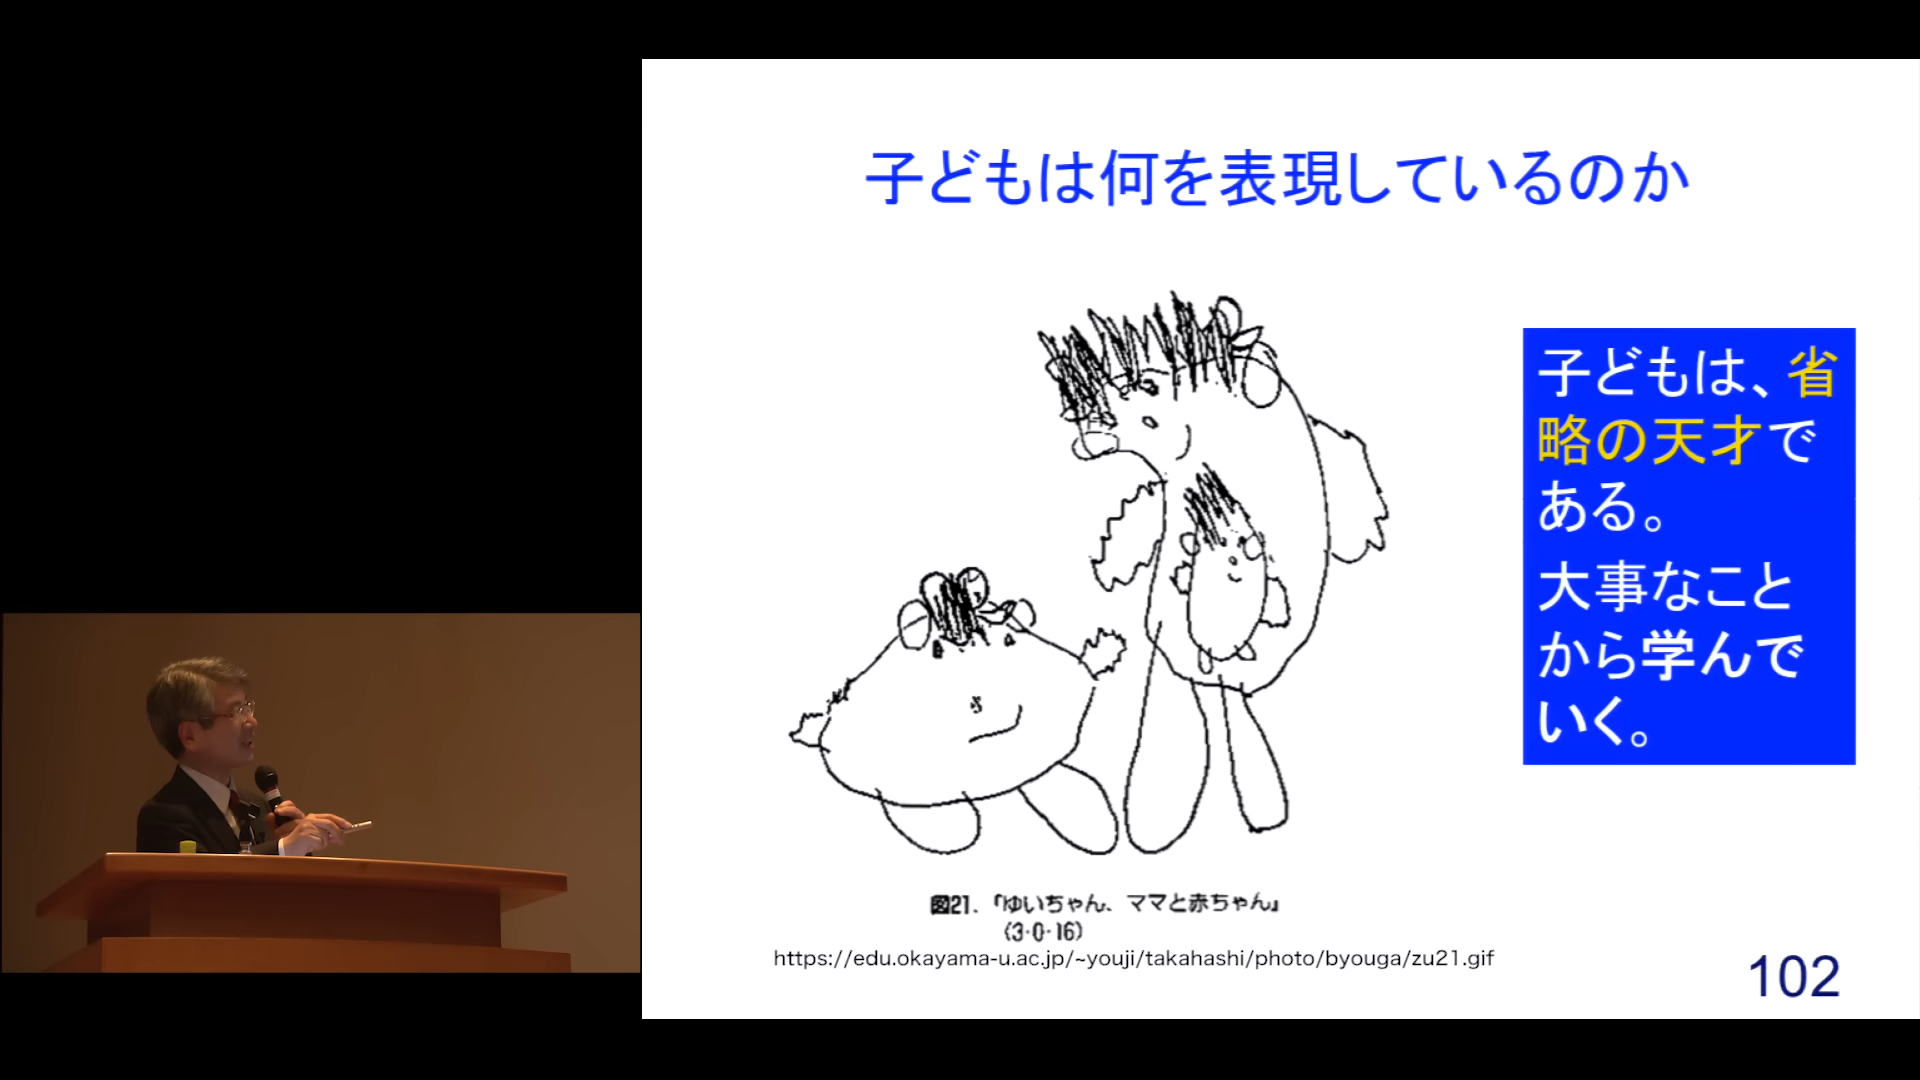 子どもは何を表現しているのか
子どもは、省
略の天才で
ある。
大事なこと
から学んで
いく。
図21.「ゆいちゃん、ママと赤ちゃん」
(3・0・16)
https://edu.okayama-u.ac.jp/~youji/takahashi/photo/byouga/zu21.gif
102